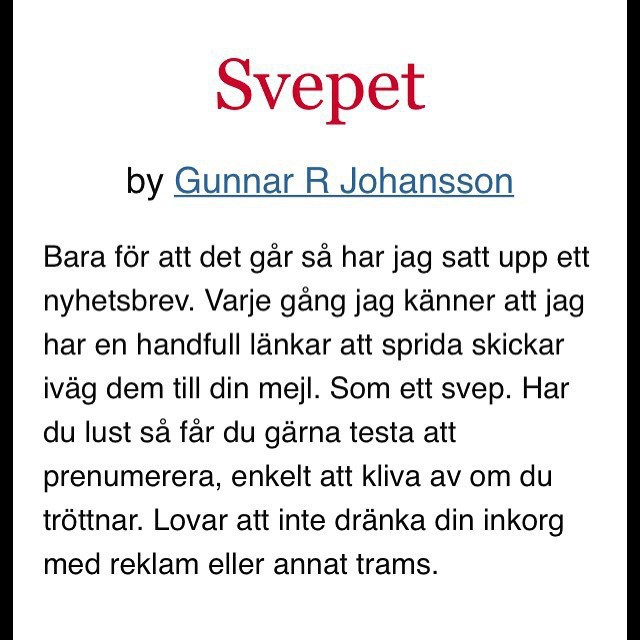 Svepet
by Gunnar R Johansson
Bara för att det går så har jag satt upp ett
nyhetsbrev. Varje gång jag känner att jag
har en handfull länkar att sprida skickar
iväg dem till din mejl. Som ett svep. Har
du lust så får du gärna testa att
prenumerera, enkelt att kliva av om du
tröttnar. Lovar att inte dränka din inkorg
med reklam eller annat trams.